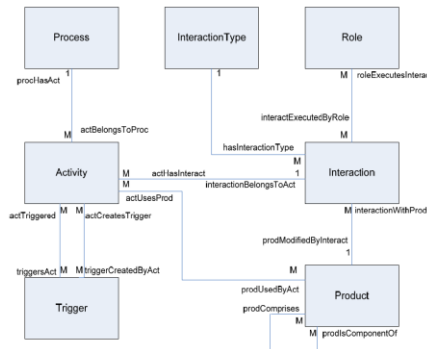 Process
InteractionType
Role
1
procHasAct
1
M
roleExecutesInterac
interactExecutedByRole
actBelongsToProc
M
M
hasInteractionType
M
Activity
M
actHasInteract
1
Interaction
M
interactionBelongsToAct
actUsesProd
M
M
M
interactionWithProd
actTriggered
actCreatesTrigger
prodModifiedByInteract
1
triggersAct
M
M
triggerCreatedByAct
M
prodUsedByAct
Trigger
Product
prodComprises
M
M
prodIsComponentOf